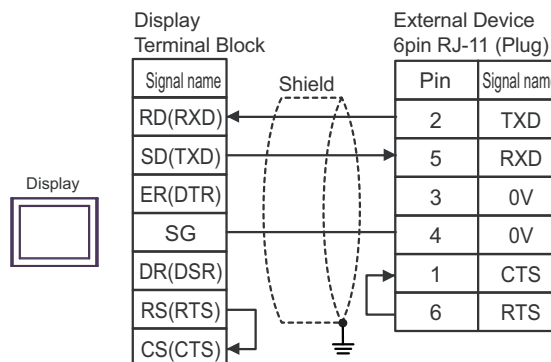 Display
Terminal Block
External Device
6pin RJ-11 (Plug)
Signal name
Shield
Pin
Signal name
RD(RXD)
2
TXD
SD(TXD)
5
RXD
Display
ER(DTR)
3
0V
SG
4
0V
DR(DSR)
1
CTS
RS(RTS)
6
RTS
CS(CTS)